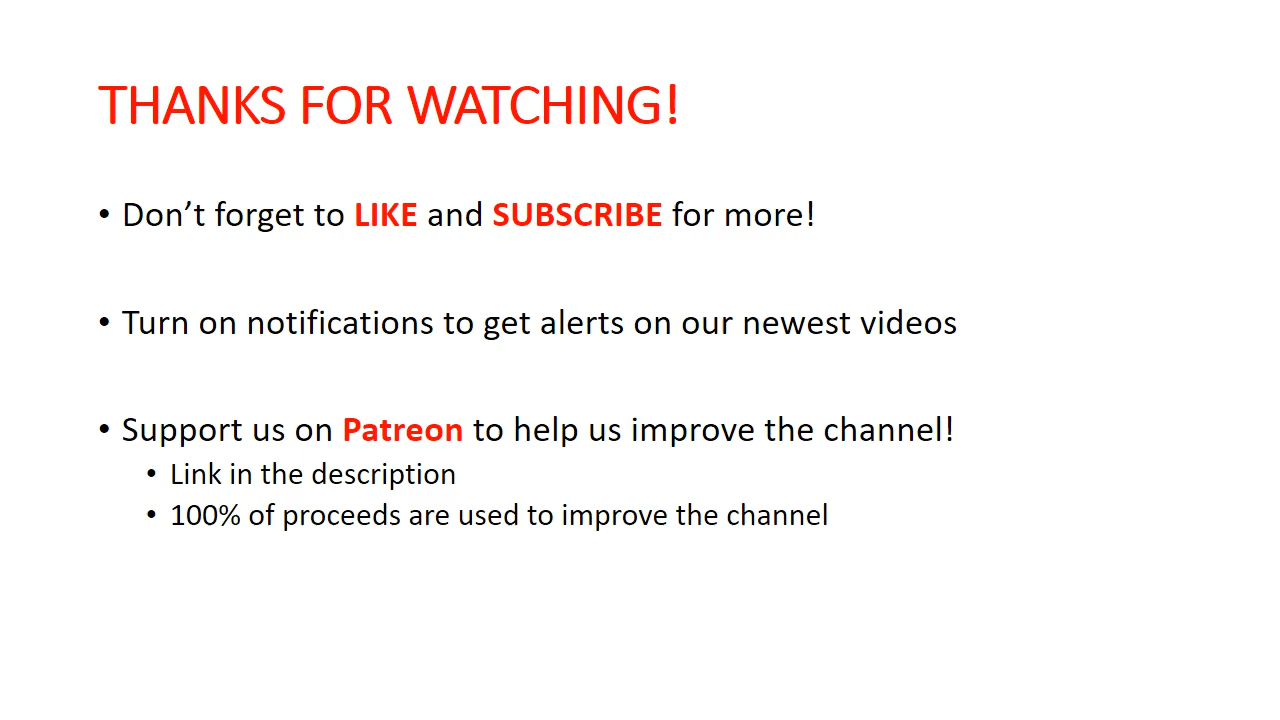 THANKS FOR WATCHING!
• Don’t forget to LIKE and SUBSCRIBE for more!
• Turn on notifications to get alerts on our newest videos
• Support us on Patreon to help us improve the channel!
• Link in the description
• 100% of proceeds are used to improve the channel